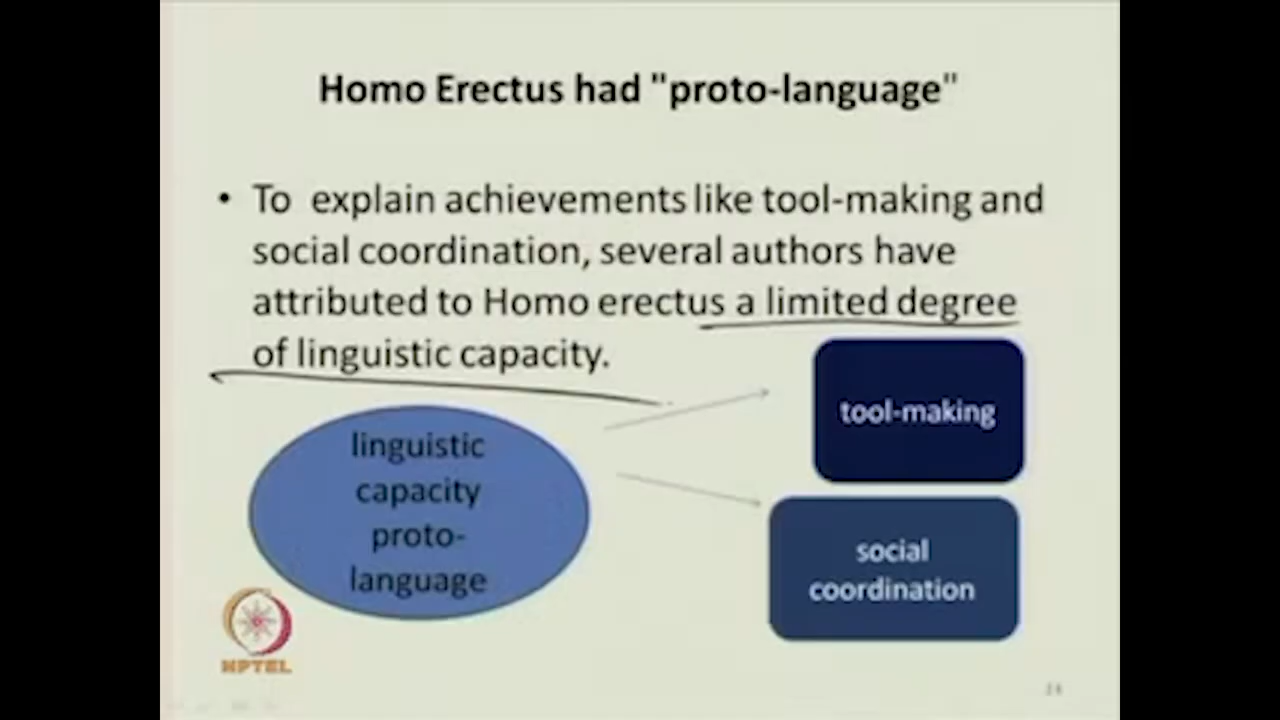 Homo Erectus had "proto-language"
• To explain achievements like tool-making and
social coordination, several authors have
attributed to Homo erectus a limited degree
of linguistic capacity.
linguistic
capacity
proto-
language
tool-making
social
coordination
NPTEL